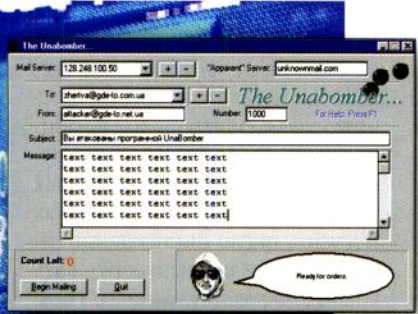 The Unabomber...
Mail Server: 128.248.100.50 + - "Apparent" Server: unknownmail.com
To: zhertva@gde-to.com.ua + - The Unabomber...
From: attacker@gde-to.net.ua Number: 1000 For Help, Press F1
Subject: Вы атакованы программой UnaBomber
Message: text text text text text text
text text text text text text
text text text text text text
text text text text text text
text text text text text text
text text text text text text
Count Left: 0
Ready for orders.
Begin Mailing Quit